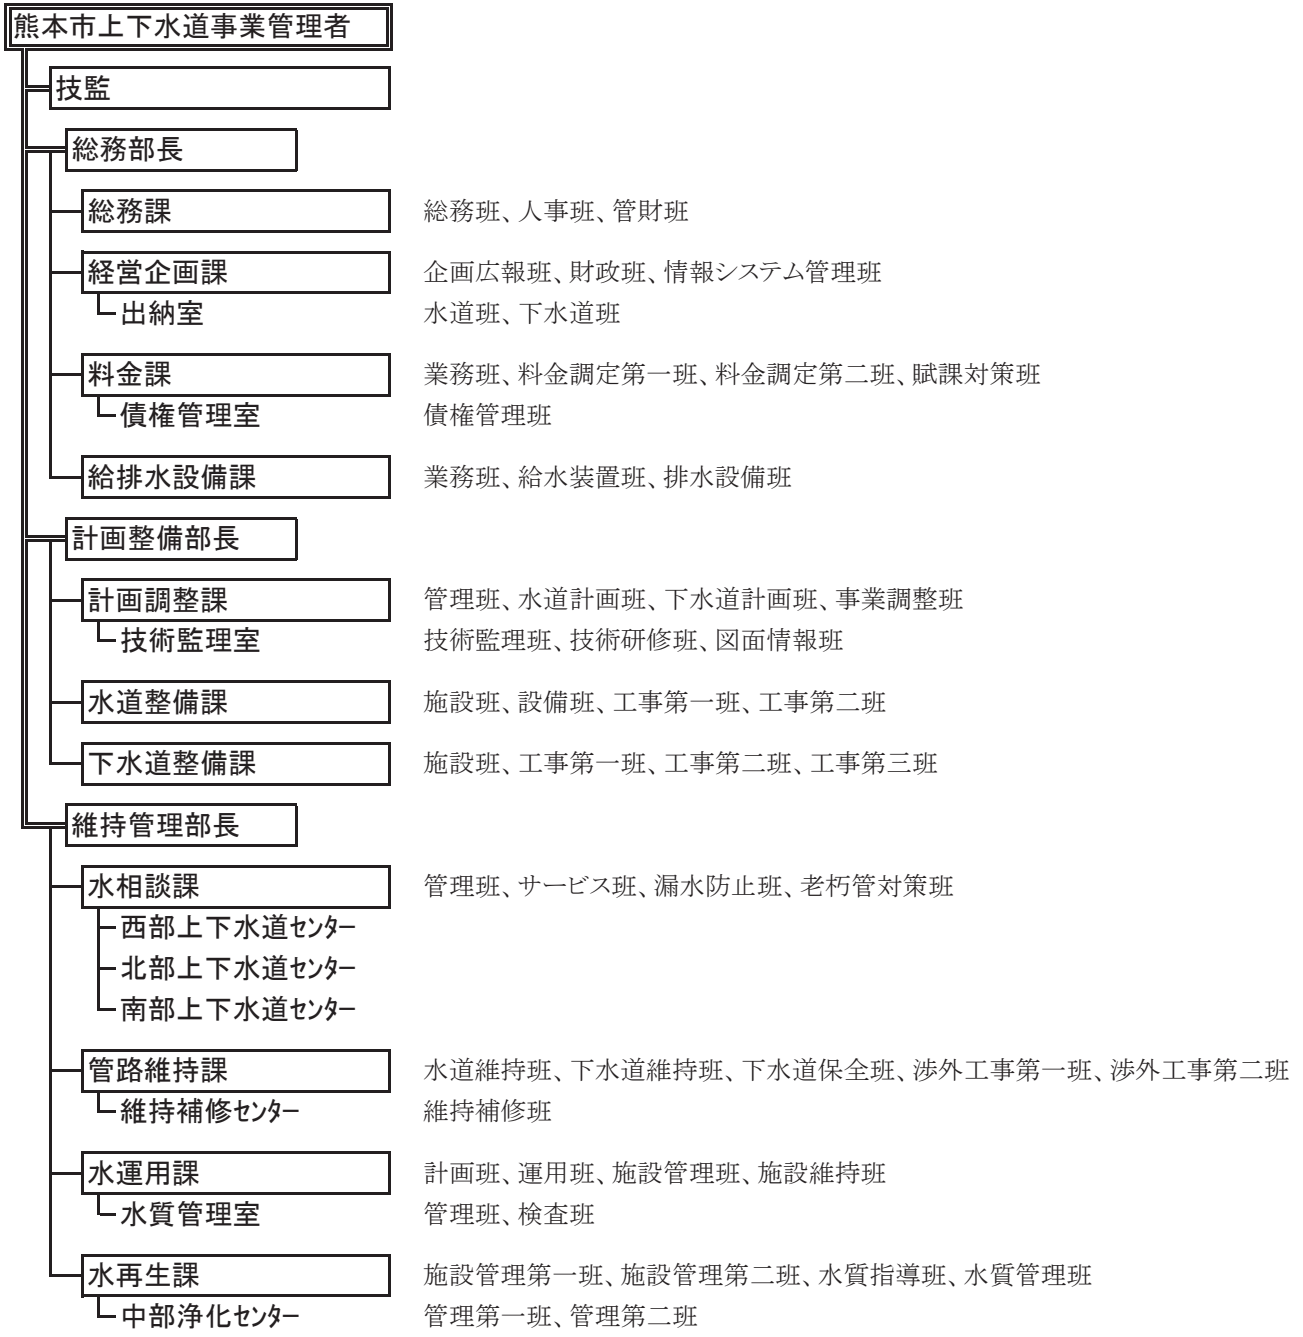 熊本市上下水道事業管理者
技監
総務部長
総務課 総務班、人事班、管財班
経営企画課 企画広報班、財政班、情報システム管理班
出納室 水道班、下水道班
料金課 業務班、料金調定第一班、料金調定第二班、賦課対策班
債権管理室 債権管理班
給排水設備課 業務班、給水装置班、排水設備班
計画整備部長
計画調整課 管理班、水道計画班、下水道計画班、事業調整班
技術監理室 技術監理班、技術研修班、図面情報班
水道整備課 施設班、設備班、工事第一班、工事第二班
下水道整備課 施設班、工事第一班、工事第二班、工事第三班
維持管理部長
水相談課 管理班、サービス班、漏水防止班、老朽管対策班
西部上下水道ｾﾝﾀｰ
北部上下水道ｾﾝﾀｰ
南部上下水道ｾﾝﾀｰ
管路維持課 水道維持班、下水道維持班、下水道保全班、渉外工事第一班、渉外工事第二班
維持補修ｾﾝﾀｰ 維持補修班
水運用課 計画班、運用班、施設管理班、施設維持班
水質管理室 管理班、検査班
水再生課 施設管理第一班、施設管理第二班、水質指導班、水質管理班
中部浄化ｾﾝﾀｰ 管理第一班、管理第二班